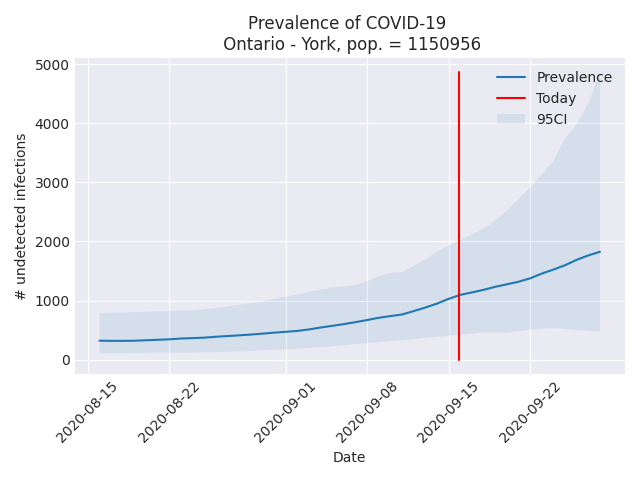 Prevalence of COVID-19
Ontario - York, pop. = 1150956
5000
4000
3000
2000
1000
0
# undetected infections
Prevalence
Today
95CI
2020-08-15
2020-08-22
2020-09-01
2020-09-08
2020-09-15
2020-09-22
Date